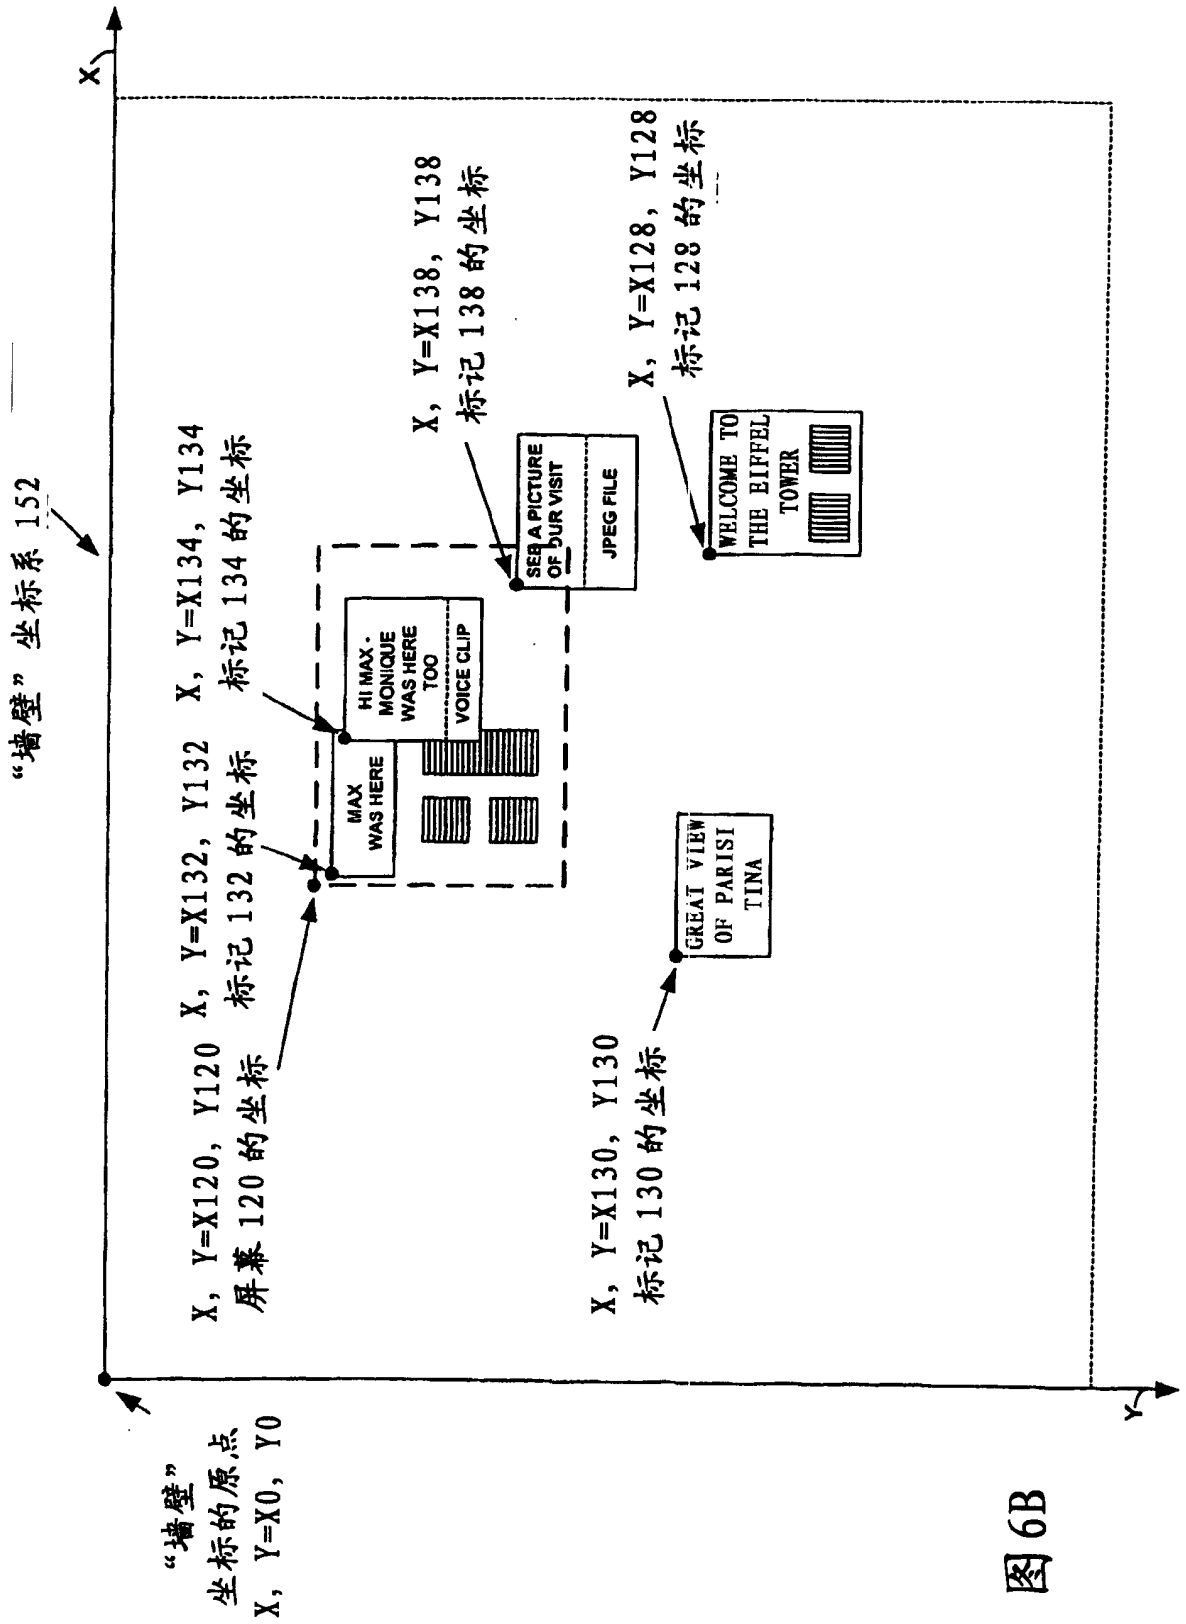 “墙壁” 坐标系 152
X
“墙壁”
坐标的原点
X, Y=X0, Y0
X, Y=X120, Y120
屏幕 120 的坐标
X, Y=X132, Y132
标记 132 的坐标
X, Y=X134, Y134
标记 134 的坐标
X, Y=X138, Y138
标记 138 的坐标
X, Y=X128, Y128
标记 128 的坐标
X, Y=X130, Y130
标记 130 的坐标
MAX
WAS HERE
HI MAX -
MONIQUE
WAS HERE
TOO
VOICE CLIP
SEE A PICTURE
OF OUR VISIT
JPEG FILE
WELCOME TO
THE EIFFEL
TOWER
GREAT VIEW
OF PARISI
TINA
Y
图 6B